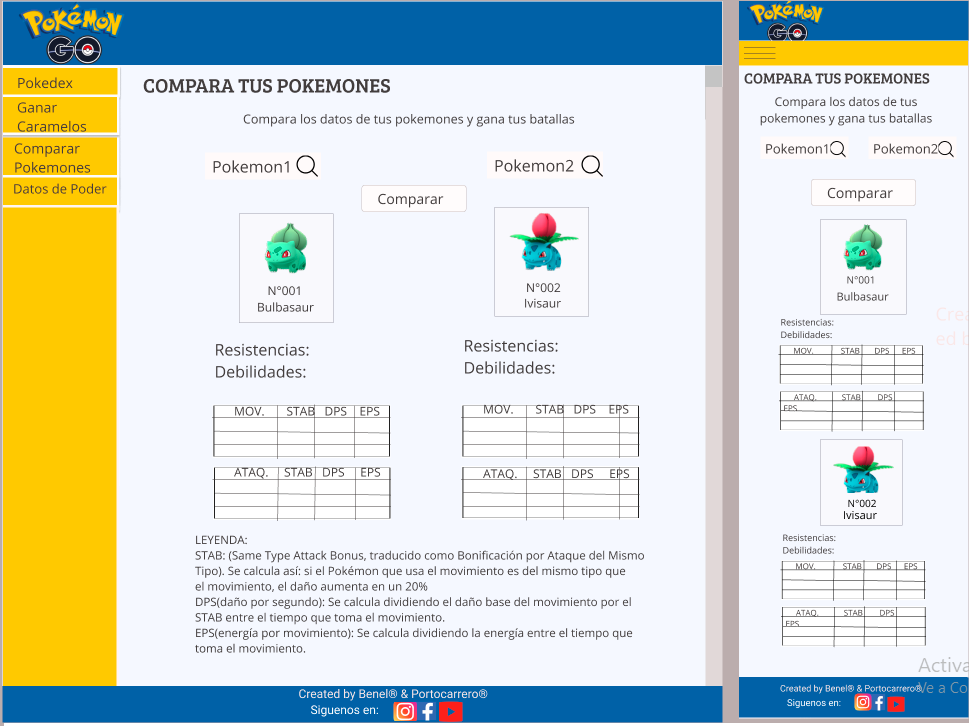 POKÉMON
GO
Pokedex
Ganar
Caramelos
Comparar
Pokemones
Datos de Poder
COMPARA TUS POKEMONES
Compara los datos de tus pokemones y gana tus batallas
Pokemon1
Pokemon2
Comparar
N°001
Bulbasaur
N°002
Ivisaur
Resistencias:
Debilidades:
Resistencias:
Debilidades:
MOV. STAB DPS EPS
MOV. STAB DPS EPS
ATAQ. STAB DPS EPS
ATAQ. STAB DPS EPS
LEYENDA:
STAB: (Same Type Attack Bonus, traducido como Bonificación por Ataque del Mismo
Tipo). Se calcula así: si el Pokémon que usa el movimiento es del mismo tipo que
el movimiento, el daño aumenta en un 20%
DPS(daño por segundo): Se calcula dividiendo el daño base del movimiento por el
STAB entre el tiempo que toma el movimiento.
EPS(energía por movimiento): Se calcula dividiendo la energía entre el tiempo que
toma el movimiento.
Created by Benel® & Portocarrero®
Siguenos en:
POKÉMON
GO
COMPARA TUS POKEMONES
Compara los datos de tus
pokemones y gana tus batallas
Pokemon1
Pokemon2
Comparar
N°001
Bulbasaur
Resistencias:
Debilidades:
MOV. STAB DPS EPS
ATAQ. STAB DPS
EPS
N°002
Ivisaur
Resistencias:
Debilidades:
MOV. STAB DPS EPS
ATAQ. STAB DPS
EPS
Crea
ed b
Activa
Ve a Co
Created by Benel® & Portocarrero®
Siguenos en: